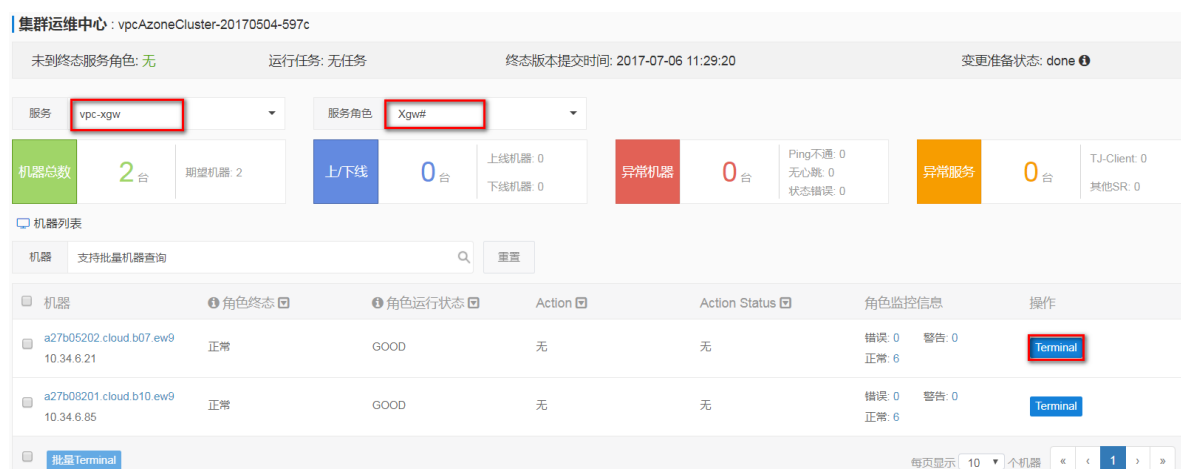 集群运维中心 : vpcAzoneCluster-20170504-597c
未到终态服务角色: 无 运行任务: 无任务 终态版本提交时间: 2017-07-06 11:29:20 变更准备状态: done
服务 vpc-xgw 服务角色 Xgw#
机器总数 2 台 期望机器: 2 上/下线 0 台 上线机器: 0 下线机器: 0 异常机器 0 台 Ping不通: 0 无心跳: 0 状态错误: 0 异常服务 0 台 TJ-Client: 0 其他SR: 0
机器列表
机器 支持批量机器查询 重置
机器 角色终态 角色运行状态 Action Action Status 角色监控信息 操作
a27b05202.cloud.b07.ew9 正常 GOOD 无 无 错误: 0 警告: 0 Terminal
10.34.6.21 正常: 6
a27b08201.cloud.b10.ew9 正常 GOOD 无 无 错误: 0 警告: 0 Terminal
10.34.6.85 正常: 6
批量Terminal 每页显示 10 个机器 « ‹ 1 › »